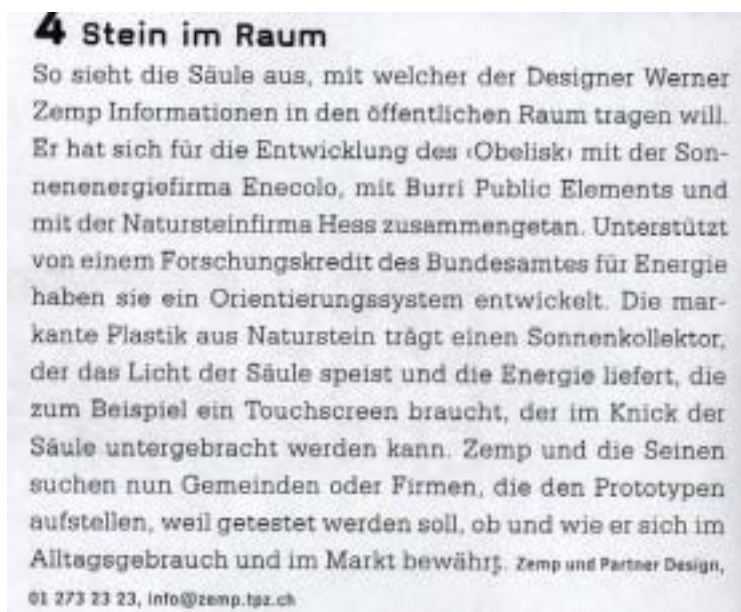 4 Stein im Raum
So sieht die Säule aus, mit welcher der Designer Werner
Zemp Informationen in den öffentlichen Raum tragen will.
Er hat sich für die Entwicklung des ‹Obelisk› mit der Son-
nenenergiefirma Enecolo, mit Burri Public Elements und
mit der Natursteinfirma Hess zusammengetan. Unterstützt
von einem Forschungskredit des Bundesamtes für Energie
haben sie ein Orientierungssystem entwickelt. Die mar-
kante Plastik aus Naturstein trägt einen Sonnenkollektor,
der das Licht der Säule speist und die Energie liefert, die
zum Beispiel ein Touchscreen braucht, der im Knick der
Säule untergebracht werden kann. Zemp und die Seinen
suchen nun Gemeinden oder Firmen, die den Prototypen
aufstellen, weil getestet werden soll, ob und wie er sich im
Alltagsgebrauch und im Markt bewährt. Zemp und Partner Design,
01 273 23 23, info@zemp.tpz.ch